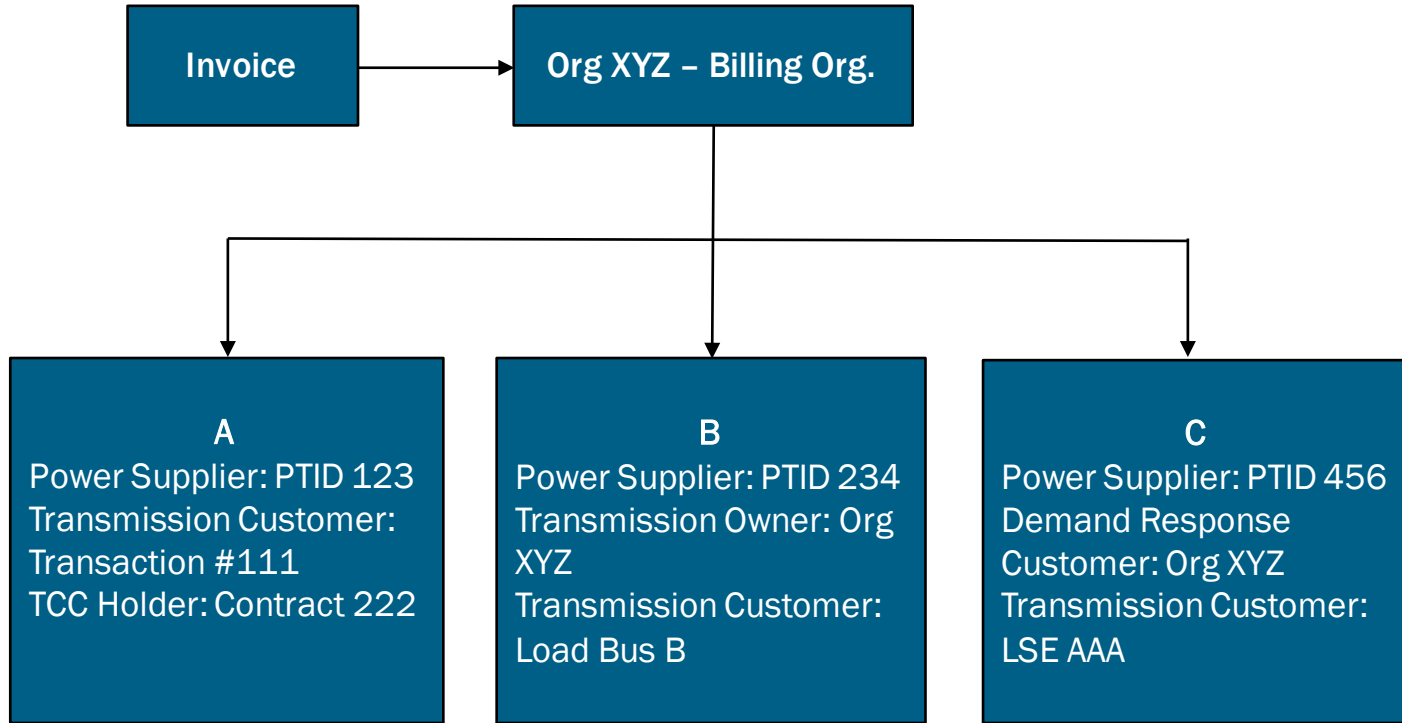 Invoice
Org XYZ – Billing Org.
A
Power Supplier: PTID 123
Transmission Customer:
Transaction #111
TCC Holder: Contract 222
B
Power Supplier: PTID 234
Transmission Owner: Org
XYZ
Transmission Customer:
Load Bus B
C
Power Supplier: PTID 456
Demand Response
Customer: Org XYZ
Transmission Customer:
LSE AAA